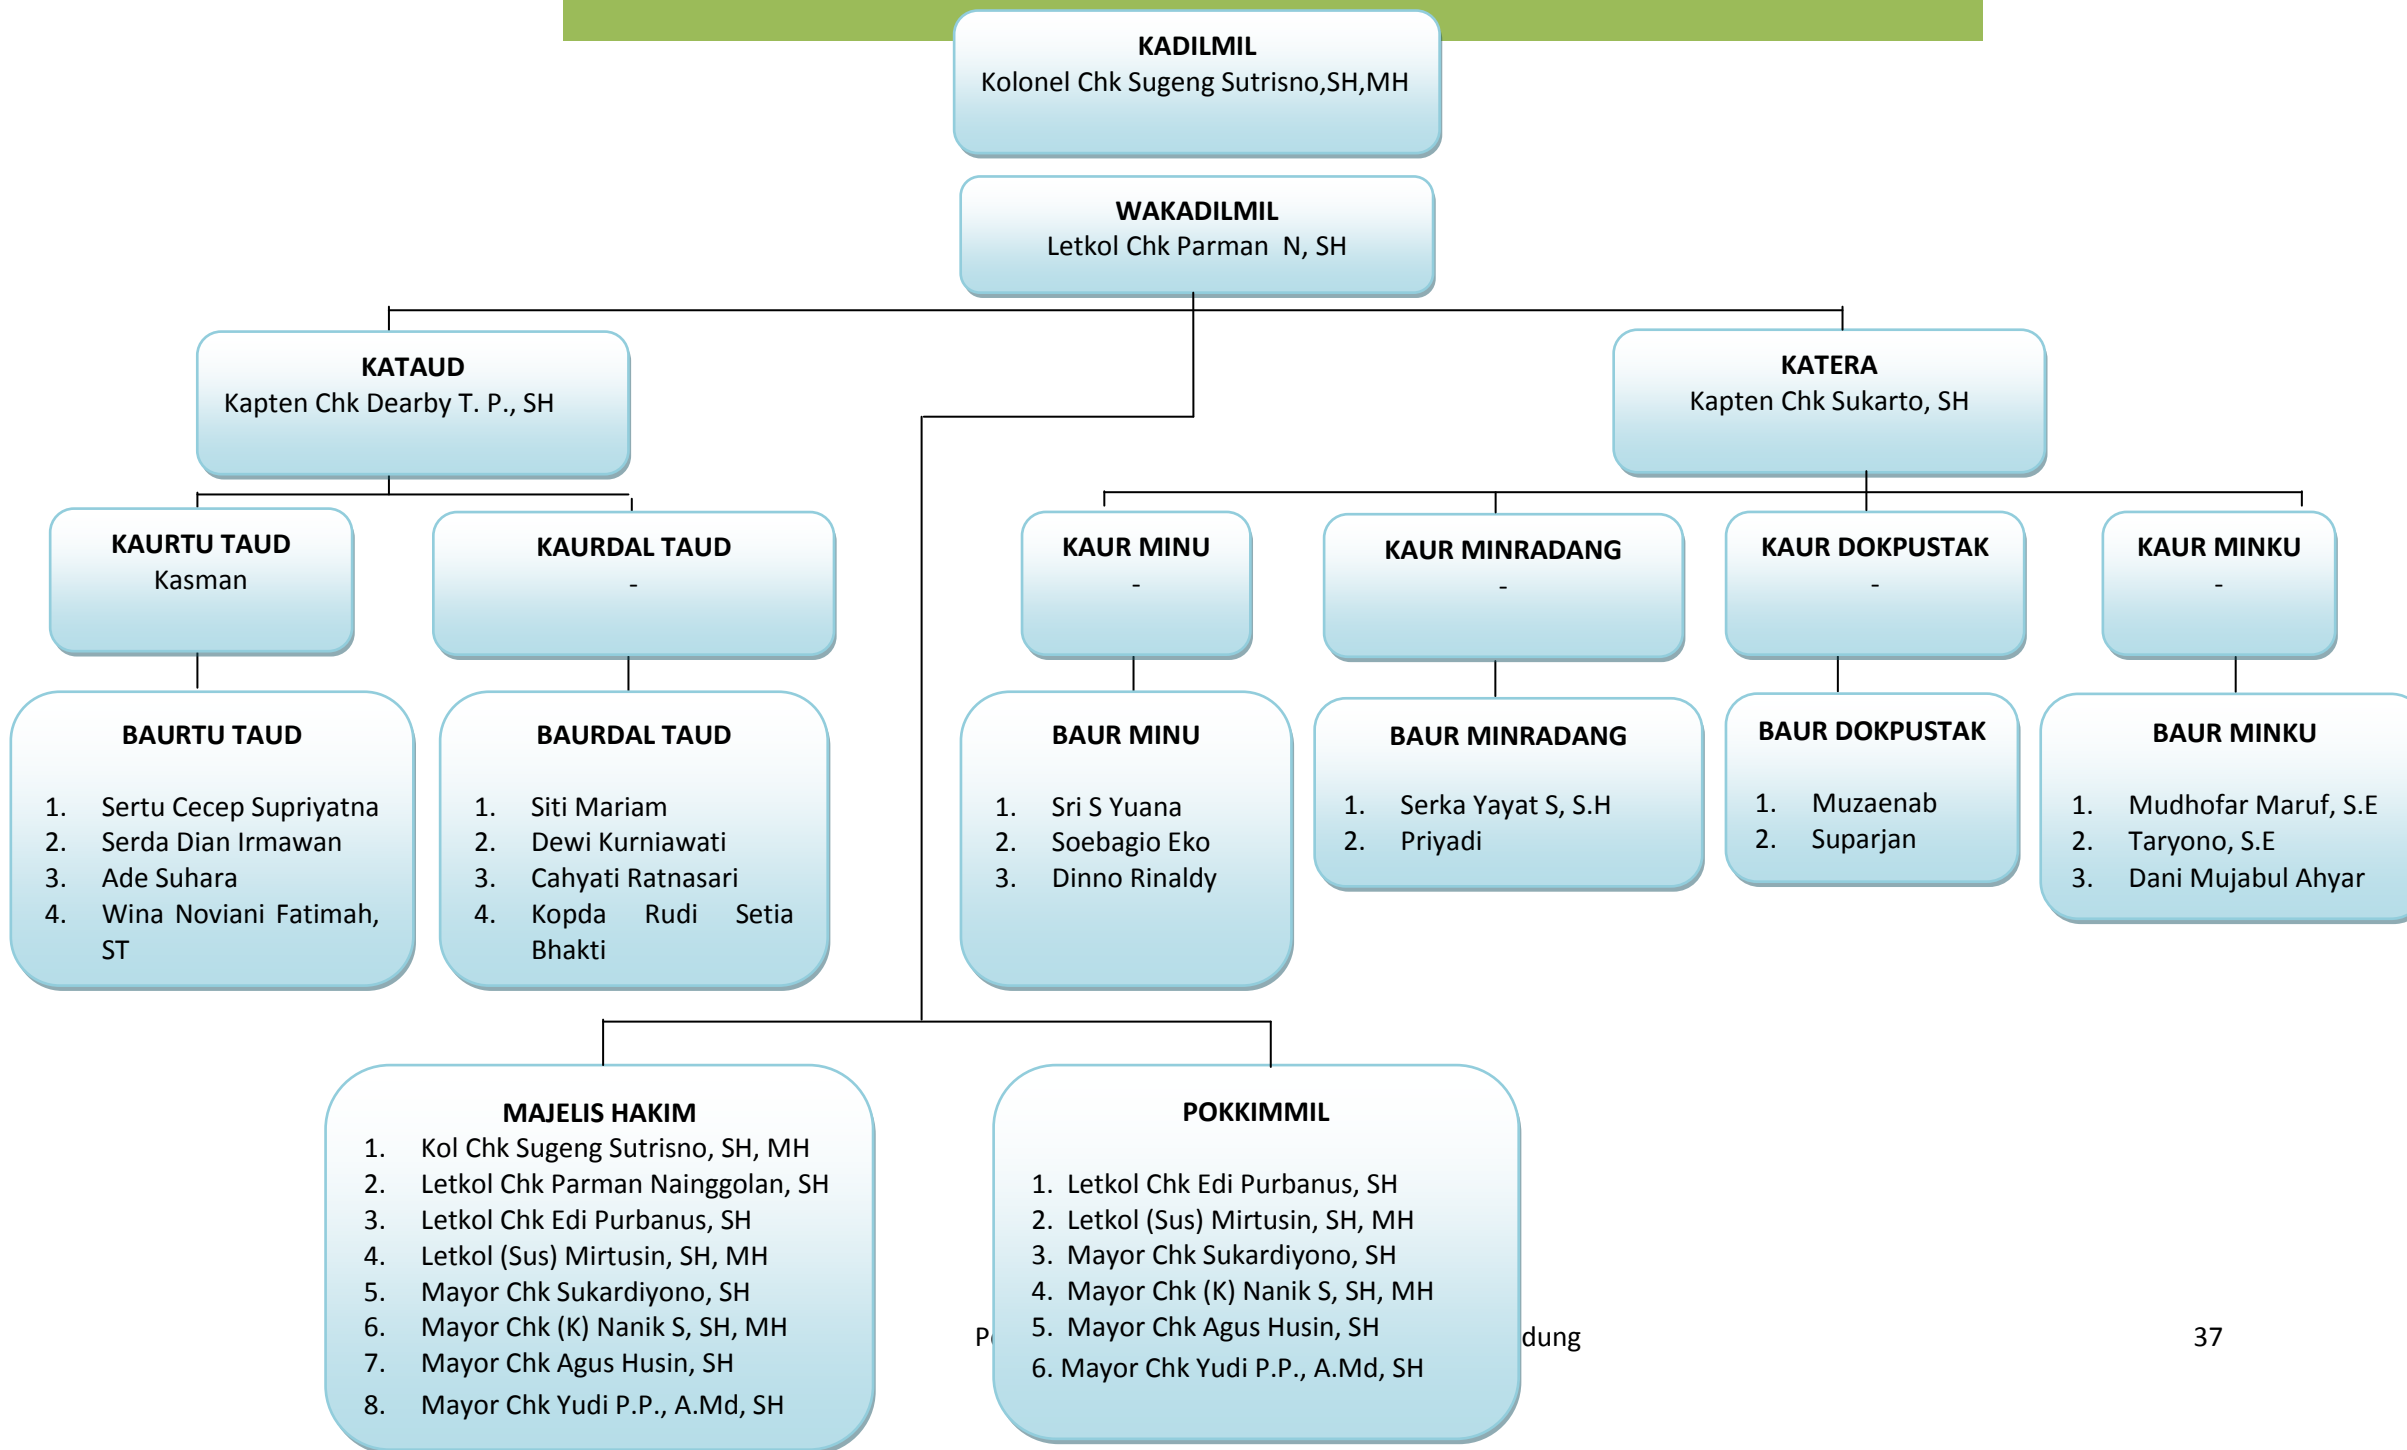 KADILMIL
Kolonel Chk Sugeng Sutrisno,SH,MH
WAKADILMIL
Letkol Chk Parman  N, SH
KATAUD
Kapten Chk Dearby T. P., SH
KATERA
Kapten Chk Sukarto, SH
KAURTU TAUD
Kasman
KAURDAL TAUD
-
KAUR MINU
-
KAUR MINRADANG
-
KAUR DOKPUSTAK
-
KAUR MINKU
-
BAURTU TAUD
1. Sertu Cecep Supriyatna
2. Serda Dian Irmawan
3. Ade Suhara
4. Wina Noviani Fatimah,
ST
BAURDAL TAUD
1. Siti Mariam
2. Dewi Kurniawati
3. Cahyati Ratnasari
4. Kopda Rudi Setia
Bhakti
BAUR MINU
1. Sri S Yuana
2. Soebagio Eko
3. Dinno Rinaldy
BAUR MINRADANG
1. Serka Yayat S, S.H
2. Priyadi
BAUR DOKPUSTAK
1. Muzaenab
2. Suparjan
BAUR MINKU
1. Mudhofar Maruf, S.E
2. Taryono, S.E
3. Dani Mujabul Ahyar
MAJELIS HAKIM
1. Kol Chk Sugeng Sutrisno, SH, MH
2. Letkol Chk Parman Nainggolan, SH
3. Letkol Chk Edi Purbanus, SH
4. Letkol (Sus) Mirtusin, SH, MH
5. Mayor Chk Sukardiyono, SH
6. Mayor Chk (K) Nanik S, SH, MH
7. Mayor Chk Agus Husin, SH
8. Mayor Chk Yudi P.P., A.Md, SH
POKKIMMIL
1. Letkol Chk Edi Purbanus, SH
2. Letkol (Sus) Mirtusin, SH, MH
3. Mayor Chk Sukardiyono, SH
4. Mayor Chk (K) Nanik S, SH, MH
5. Mayor Chk Agus Husin, SH
6. Mayor Chk Yudi P.P., A.Md, SH
37